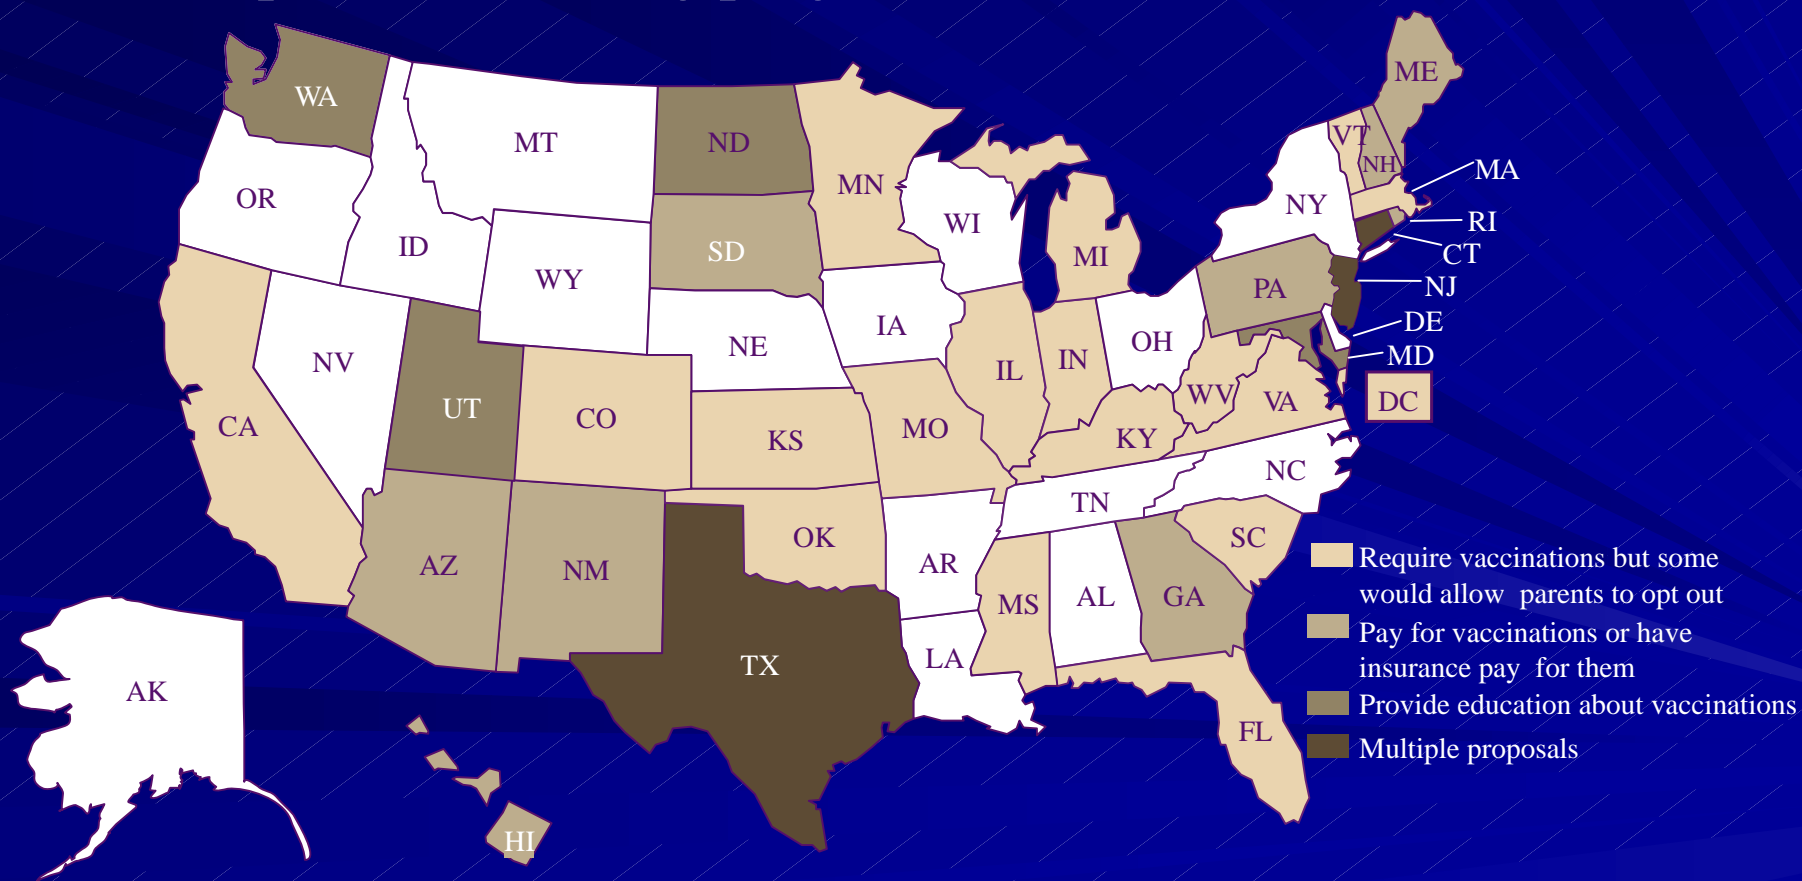 ME
WA
VT
MT
ND
NH
MA
MN
OR
NY
RI
WI
ID
SD
CT
MI
WY
PA
NJ
IA
DE
OH
NE
MD
NV
IN
IL
WV
VA
DC
UT
CO
CA
MO
KY
KS
NC
TN
OK
SC
AZ
NM
AR
Require vaccinations but some
would allow parents to opt out
MS
AL
GA
Pay for vaccinations or have
insurance pay for them
LA
TX
AK
Provide education about vaccinations
FL
Multiple proposals
HI